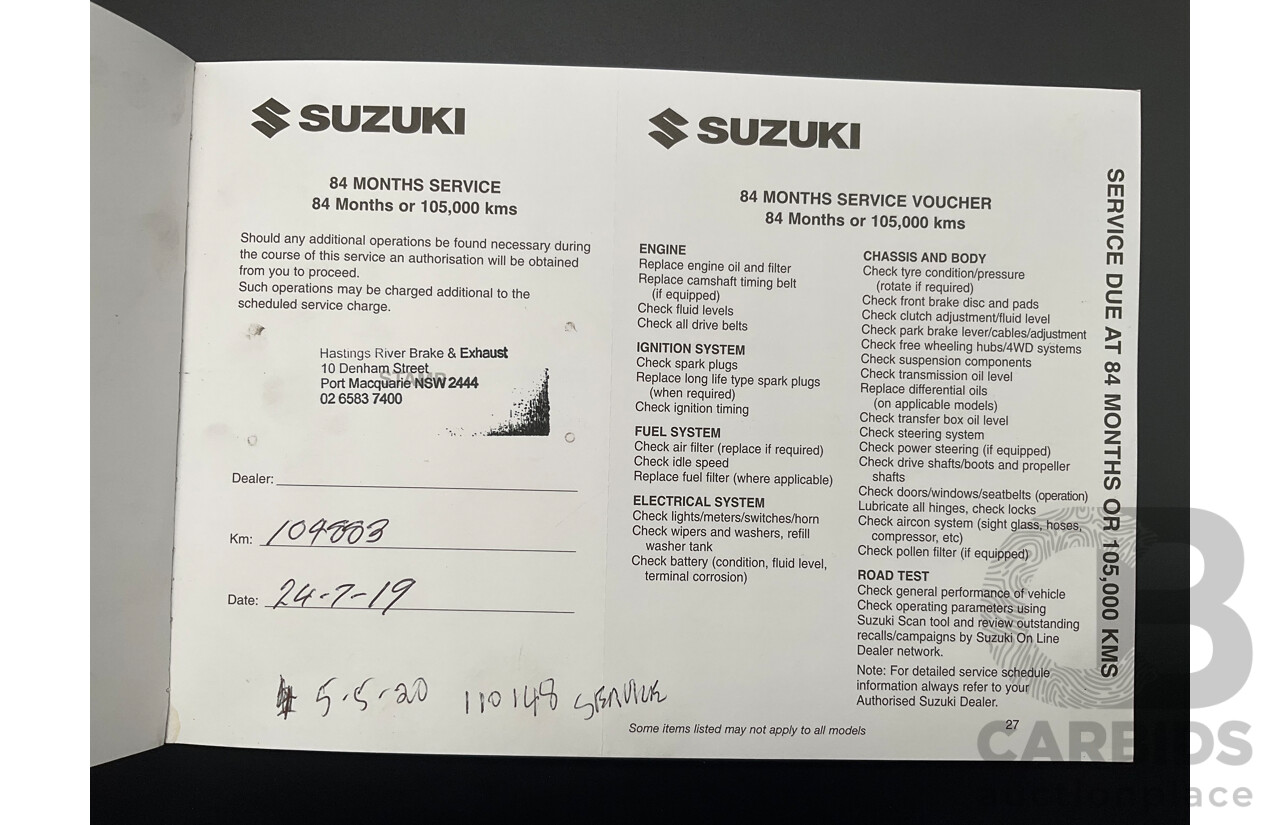 SUZUKI
84 MONTHS SERVICE
84 Months or 105,000 kms
Should any additional operations be found necessary during
the course of this service an authorisation will be obtained
from you to proceed.
Such operations may be charged additional to the
scheduled service charge.
Hastings River Brake & Exhaust
10 Denham Street
STAMP
Port Macquarie NSW 2444
02 6583 7400
Dealer:
Km: 104883
Date: 24-7-19
5-5-20 110148 SERVICE
SUZUKI
84 MONTHS SERVICE VOUCHER
84 Months or 105,000 kms
ENGINE
Replace engine oil and filter
Replace camshaft timing belt
(if equipped)
Check fluid levels
Check all drive belts
IGNITION SYSTEM
Check spark plugs
Replace long life type spark plugs
(when required)
Check ignition timing
FUEL SYSTEM
Check air filter (replace if required)
Check idle speed
Replace fuel filter (where applicable)
ELECTRICAL SYSTEM
Check lights/meters/switches/horn
Check wipers and washers, refill
washer tank
Check battery (condition, fluid level,
terminal corrosion)
CHASSIS AND BODY
Check tyre condition/pressure
(rotate if required)
Check front brake disc and pads
Check clutch adjustment/fluid level
Check park brake lever/cables/adjustment
Check free wheeling hubs/4WD systems
Check suspension components
Check transmission oil level
Replace differential oils
(on applicable models)
Check transfer box oil level
Check steering system
Check power steering (if equipped)
Check drive shafts/boots and propeller
shafts
Check doors/windows/seatbelts (operation)
Lubricate all hinges, check locks
Check aircon system (sight glass, hoses,
compressor, etc)
Check pollen filter (if equipped)
ROAD TEST
Check general performance of vehicle
Check operating parameters using
Suzuki Scan tool and review outstanding
recalls/campaigns by Suzuki On Line
Dealer network.
Note: For detailed service schedule
information always refer to your
Authorised Suzuki Dealer.
Some items listed may not apply to all models
27
SERVICE DUE AT 84 MONTHS OR 105,000 KMS
CB
CARBIDS
auctionplace